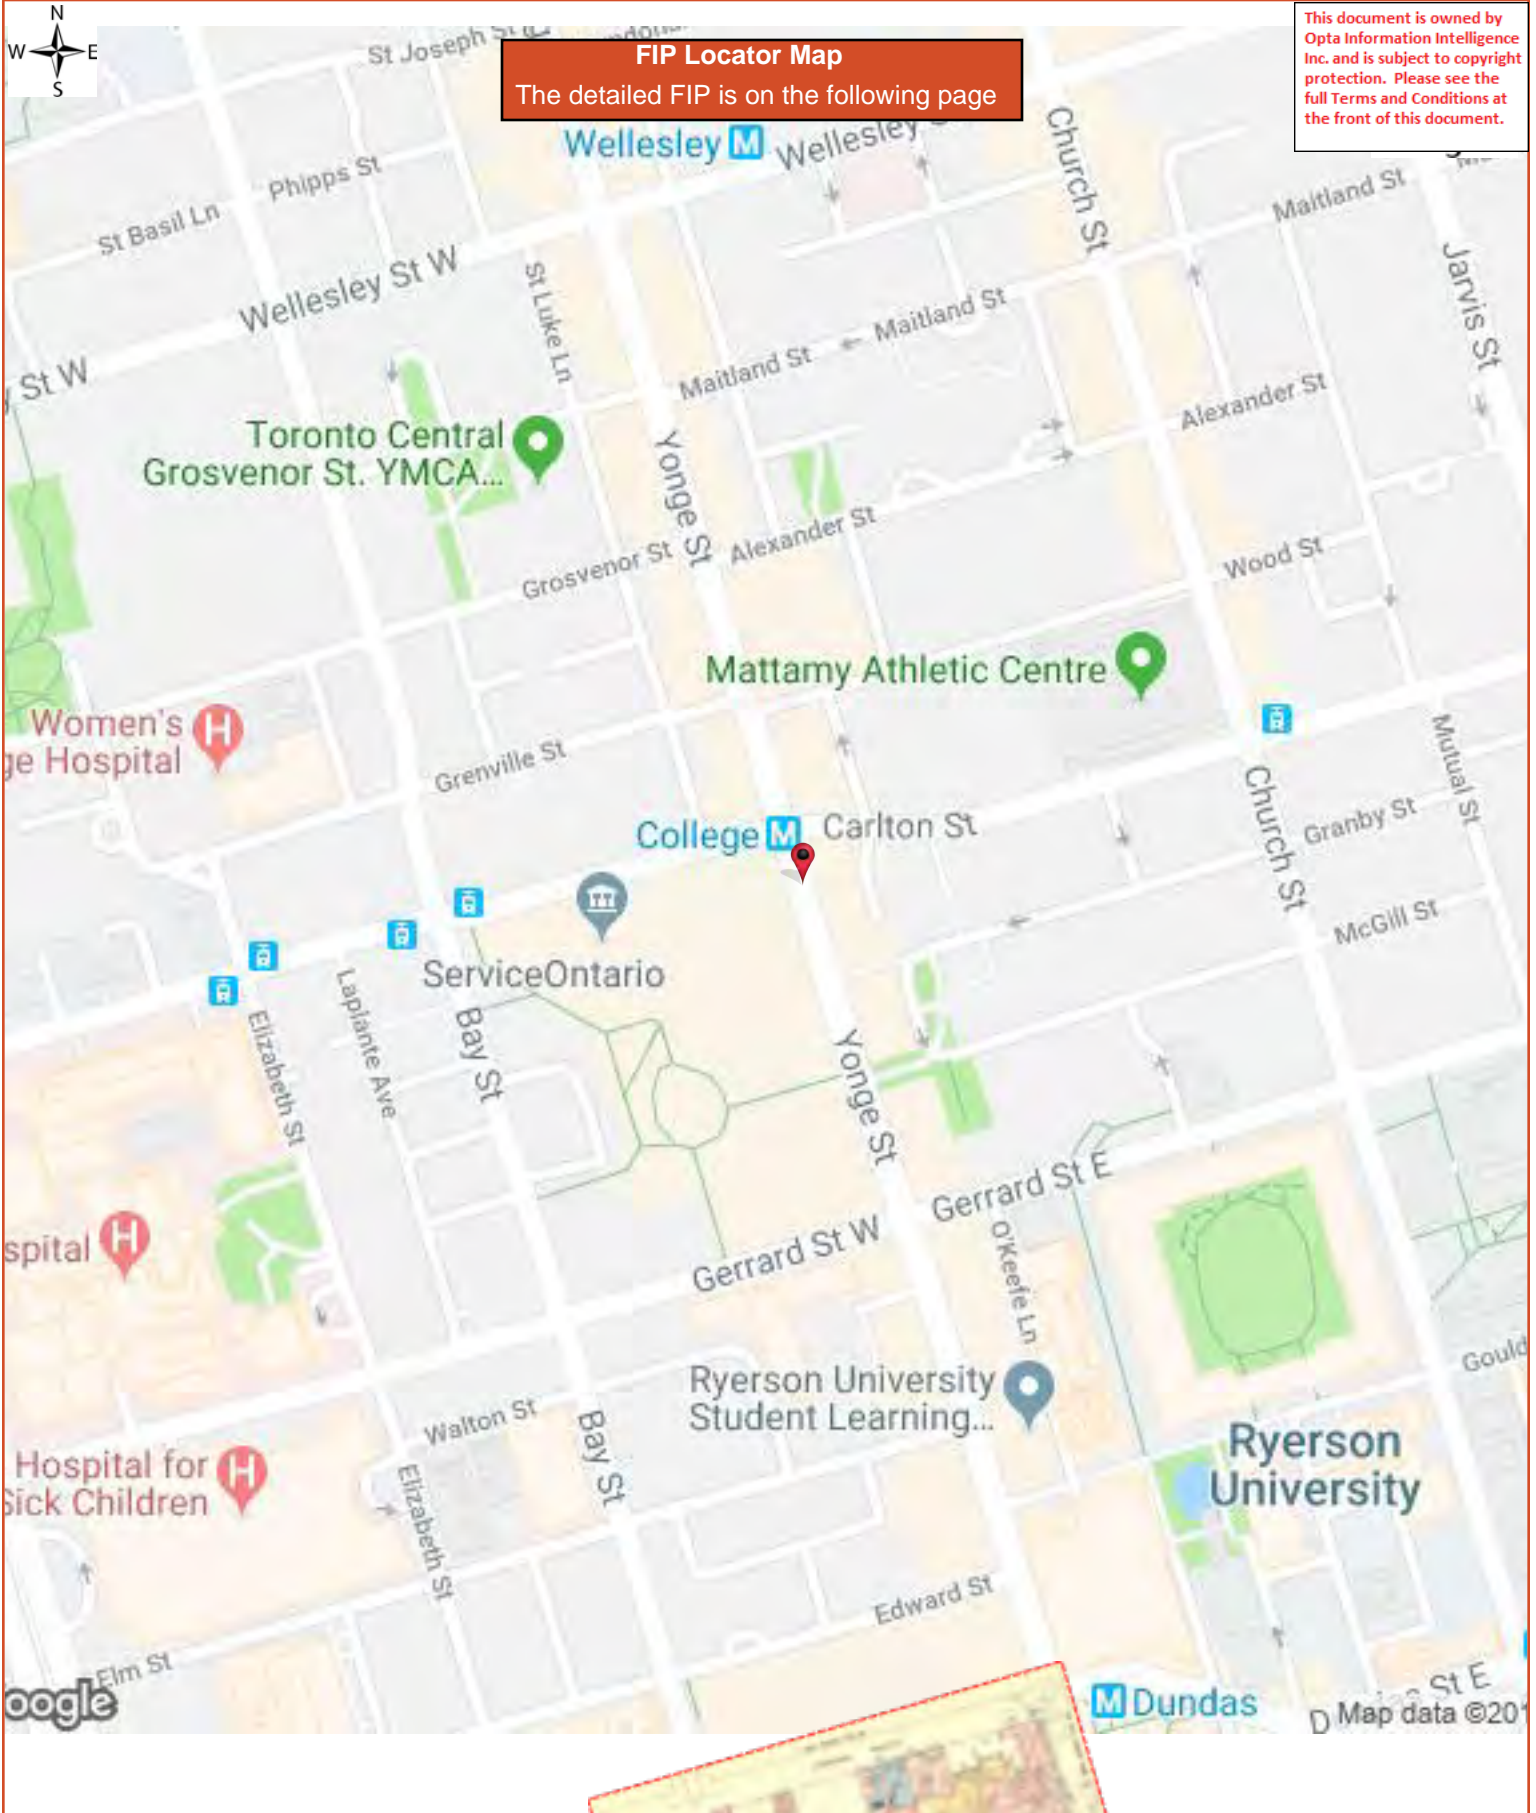 N
W E
S
St Joseph St
FIP Locator Map
The detailed FIP is on the following page
This document is owned by
Opta Information Intelligence
Inc. and is subject to copyright
protection. Please see the
full Terms and Conditions at
the front of this document.
Wellesley M
Wellesley
Church St
Phipps St
St Basil Ln
Maitland St
Jarvis St
Wellesley St W
St Luke Ln
Maitland St
Maitland St
St W
Alexander St
Toronto Central
Grosvenor St. YMCA...
Yonge St
Alexander St
Grosvenor St
Wood St
Mattamy Athletic Centre
Women's H
ge Hospital
Grenville St
Mutual St
Church St
College M
Carlton St
Granby St
McGill St
ServiceOntario
Laplante Ave
Elizabeth St
Bay St
Yonge St
Gerrard St E
spital H
Gerrard St W
O'Keefe Ln
Ryerson University
Student Learning...
Gould
Walton St
Bay St
Ryerson
University
Hospital for H
Sick Children
Elizabeth St
Edward St
Elm St
oogle
M Dundas
St E
D Map data ©201